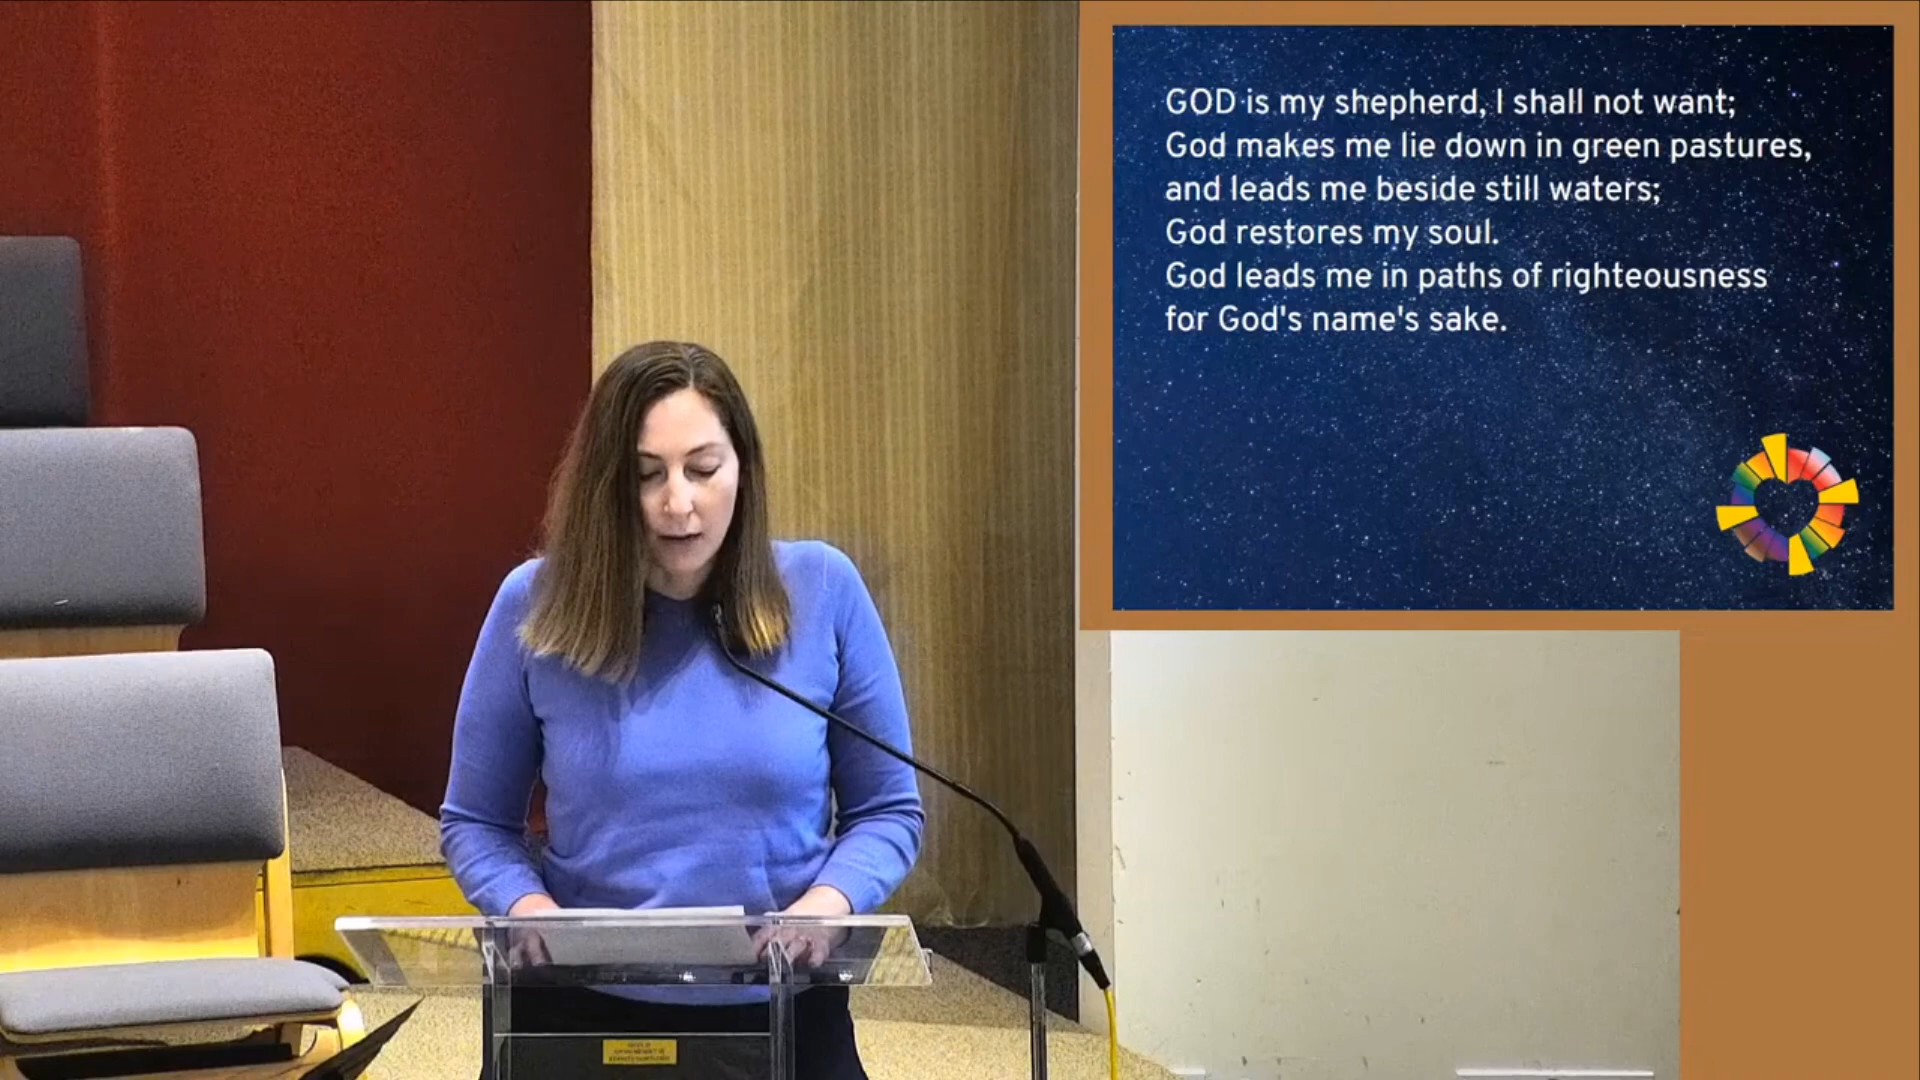 GOD is my shepherd, I shall not want;
God makes me lie down in green pastures,
and leads me beside still waters;
God restores my soul.
God leads me in paths of righteousness
for God's name's sake.